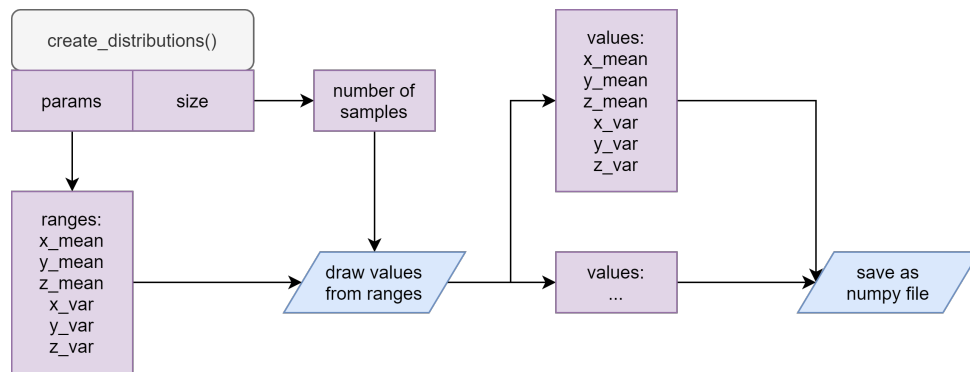 create_distributions()
params
size
number of
samples
ranges:
x_mean
y_mean
z_mean
x_var
y_var
z_var
draw values
from ranges
values:
x_mean
y_mean
z_mean
x_var
y_var
z_var
values:
...
save as
numpy file